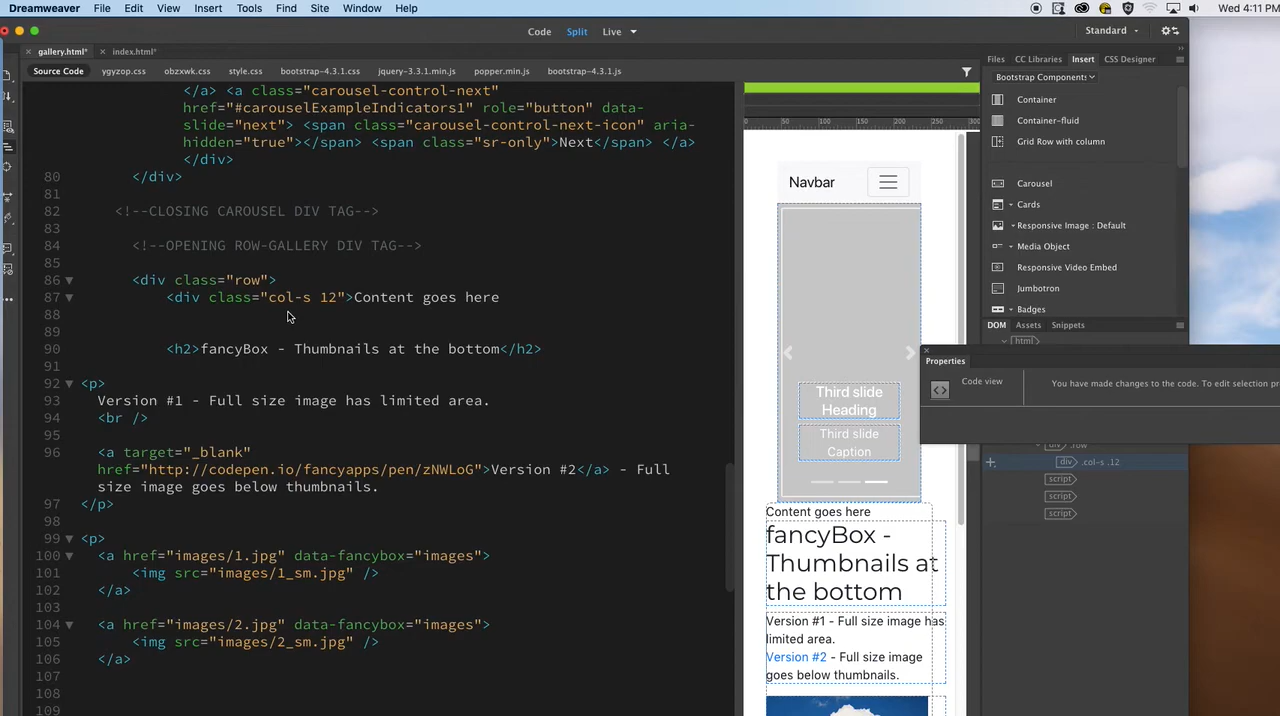 Dreamweaver File Edit View Insert Tools Find Site Window Help
Wed 4:11 PM
Code Split Live
Standard
gallery.html* index.html*
Source Code ygyzop.css obzxwk.css style.css bootstrap-4.3.1.css jquery-3.3.1.min.js popper.min.js bootstrap-4.3.1.js
</a> <a class="carousel-control-next"
href="#carouselExampleIndicators1" role="button" data-
slide="next"> <span class="carousel-control-next-icon" aria-
hidden="true"></span> <span class="sr-only">Next</span> </a>
</div>
80 </div>
81
82 <!--CLOSING CAROUSEL DIV TAG-->
83
84 <!--OPENING ROW-GALLERY DIV TAG-->
85
86 <div class="row">
87 <div class="col-s 12">Content goes here
88
89
90 <h2>fancyBox - Thumbnails at the bottom</h2>
91
92 <p>
93 Version #1 - Full size image has limited area.
94 <br />
95
96 <a target="_blank"
href="http://codepen.io/fancyapps/pen/zNWLoG">Version #2</a> - Full
size image goes below thumbnails.
97 </p>
98
99 <p>
100 <a href="images/1.jpg" data-fancybox="images">
101 <img src="images/1_sm.jpg" />
102 </a>
103
104 <a href="images/2.jpg" data-fancybox="images">
105 <img src="images/2_sm.jpg" />
106 </a>
107
108
109
50 100 150 200 250 300
Navbar
Third slide
Heading
Third slide
Caption
Content goes here
fancyBox -
Thumbnails at
the bottom
Version #1 - Full size image has
limited area.
Version #2 - Full size image
goes below thumbnails.
Files CC Libraries Insert CSS Designer
Bootstrap Components
Container
Container-fluid
Grid Row with column
Carousel
Cards
Responsive Image : Default
Media Object
Responsive Video Embed
Jumbotron
Badges
DOM Assets Snippets
html
Properties
Code view
You have made changes to the code. To edit selection pr
div .row
div .col-s .12
script
script
script